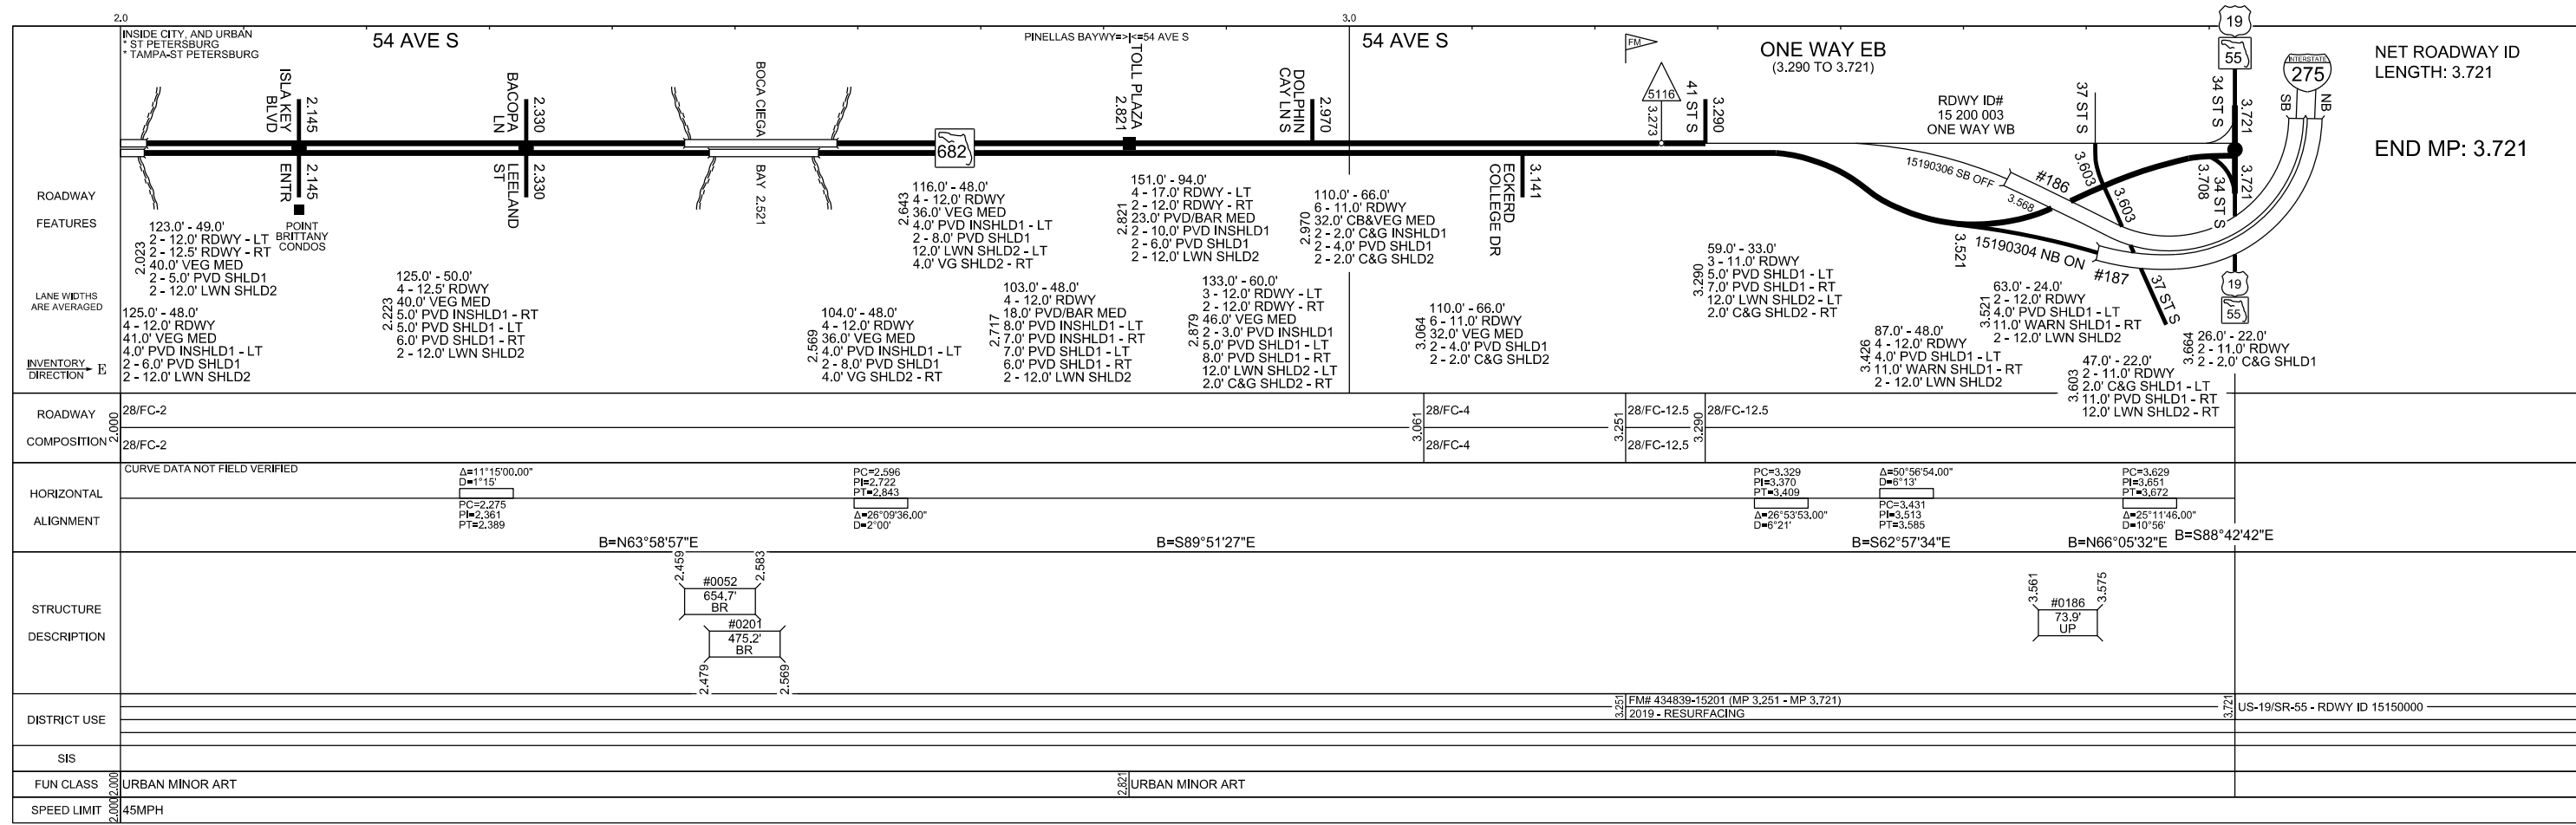 2.0
3.0
INSIDE CITY, AND URBAN
* ST PETERSBURG
* TAMPA-ST PETERSBURG
54 AVE S
PINELLAS BAYWY=>|<=54 AVE S
54 AVE S
FM
ONE WAY EB
(3.290 TO 3.721)
19
55
INTERSTATE
275
SB
NB
NET ROADWAY ID
LENGTH: 3.721
END MP: 3.721
ISLA KEY
BLVD
2.145
BACOPA
LN
2.330
BOCA CIEGA
BAY 2.521
682
TOLL PLAZA
2.821
DOLPHIN
CAY LN S
2.970
5116
3.273
41 ST S
3.290
RDWY ID#
15 200 003
ONE WAY WB
37 ST S
34 ST S
3.721
ENTR
2.145
POINT
BRITTANY
CONDOS
LEELAND
ST
2.330
ECKERD
COLLEGE DR
3.141
15190306 SB OFF
#186
3.568
3.603
3.603
3.708
34 ST S
3.721
3.521
15190304 NB ON
#187
37 ST S
19
55
ROADWAY
FEATURES
LANE WIDTHS
ARE AVERAGED
INVENTORY
DIRECTION
E
2.023
123.0' - 49.0'
2 - 12.0' RDWY - LT
2 - 12.5' RDWY - RT
40.0' VEG MED
2 - 5.0' PVD SHLD1
2 - 12.0' LWN SHLD2
125.0' - 48.0'
4 - 12.0' RDWY
41.0' VEG MED
4.0' PVD INSHLD1 - LT
2 - 6.0' PVD SHLD1
2 - 12.0' LWN SHLD2
2.223
125.0' - 50.0'
4 - 12.5' RDWY
40.0' VEG MED
5.0' PVD INSHLD1 - RT
5.0' PVD SHLD1 - LT
6.0' PVD SHLD1 - RT
2 - 12.0' LWN SHLD2
2.643
116.0' - 48.0'
4 - 12.0' RDWY
36.0' VEG MED
4.0' PVD INSHLD1 - LT
2 - 8.0' PVD SHLD1
12.0' LWN SHLD2 - LT
4.0' VG SHLD2 - RT
2.569
104.0' - 48.0'
4 - 12.0' RDWY
36.0' VEG MED
4.0' PVD INSHLD1 - LT
2 - 8.0' PVD SHLD1
4.0' VG SHLD2 - RT
2.717
103.0' - 48.0'
4 - 12.0' RDWY
18.0' PVD/BAR MED
8.0' PVD INSHLD1 - LT
7.0' PVD INSHLD1 - RT
7.0' PVD SHLD1 - LT
6.0' PVD SHLD1 - RT
2 - 12.0' LWN SHLD2
2.821
151.0' - 94.0'
4 - 17.0' RDWY - LT
2 - 12.0' RDWY - RT
23.0' PVD/BAR MED
2 - 10.0' PVD INSHLD1
2 - 6.0' PVD SHLD1
2 - 12.0' LWN SHLD2
2.879
133.0' - 60.0'
3 - 12.0' RDWY - LT
2 - 12.0' RDWY - RT
46.0' VEG MED
2 - 3.0' PVD INSHLD1
5.0' PVD SHLD1 - LT
8.0' PVD SHLD1 - RT
12.0' LWN SHLD2 - LT
2.0' C&G SHLD2 - RT
2.970
110.0' - 66.0'
6 - 11.0' RDWY
32.0' CB&VEG MED
2 - 2.0' C&G INSHLD1
2 - 4.0' PVD SHLD1
2 - 2.0' C&G SHLD2
3.064
110.0' - 66.0'
6 - 11.0' RDWY
32.0' VEG MED
2 - 4.0' PVD SHLD1
2 - 2.0' C&G SHLD2
3.290
59.0' - 33.0'
3 - 11.0' RDWY
5.0' PVD SHLD1 - LT
7.0' PVD SHLD1 - RT
12.0' LWN SHLD2 - LT
2.0' C&G SHLD2 - RT
3.426
87.0' - 48.0'
4 - 12.0' RDWY
4.0' PVD SHLD1 - LT
11.0' WARN SHLD1 - RT
2 - 12.0' LWN SHLD2
3.521
63.0' - 24.0'
2 - 12.0' RDWY
4.0' PVD SHLD1 - LT
11.0' WARN SHLD1 - RT
2 - 12.0' LWN SHLD2
3.603
47.0' - 22.0'
2 - 11.0' RDWY
2.0' C&G SHLD1 - LT
11.0' PVD SHLD1 - RT
12.0' LWN SHLD2 - RT
3.664
26.0' - 22.0'
2 - 11.0' RDWY
2 - 2.0' C&G SHLD1
ROADWAY
COMPOSITION
2.000
28/FC-2
28/FC-2
3.061
28/FC-4
28/FC-4
3.251
28/FC-12.5
28/FC-12.5
3.290
28/FC-12.5
HORIZONTAL
ALIGNMENT
CURVE DATA NOT FIELD VERIFIED
Δ=11°15'00.00"
D=1°15'
PC=2.275
PI=2.361
PT=2.389
B=N63°58'57"E
PC=2.596
PI=2.722
PT=2.843
Δ=26°09'36.00"
D=2°00'
B=S89°51'27"E
PC=3.329
PI=3.370
PT=3.409
Δ=26°53'53.00"
D=6°21'
B=S62°57'34"E
Δ=50°56'54.00"
D=6°13'
PC=3.431
PI=3.513
PT=3.585
B=N66°05'32"E
PC=3.629
PI=3.651
PT=3.672
Δ=25°11'46.00"
D=10°56'
B=S88°42'42"E
STRUCTURE
DESCRIPTION
2.459
2.583
#0052
654.7'
BR
#0201
475.2'
BR
2.479
2.569
3.561
3.575
#0186
73.9'
UP
DISTRICT USE
3.251
FM# 434839-15201 (MP 3.251 - MP 3.721)
2019 - RESURFACING
3.721
US-19/SR-55 - RDWY ID 15150000
SIS
FUN CLASS
2.000
URBAN MINOR ART
2.821
URBAN MINOR ART
SPEED LIMIT
2.000
45MPH